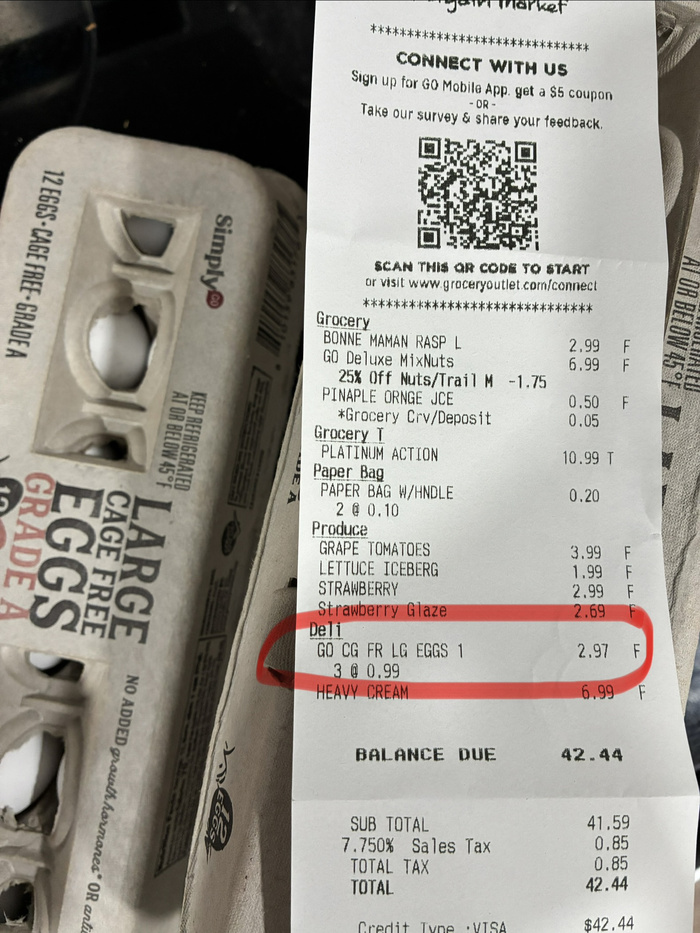 Market
*****************************
CONNECT WITH US
Sign up for GO Mobile App. get a $5 coupon
- OR -
Take our survey & share your feedback.
SCAN THIS QR CODE TO START
or visit www.groceryoutlet.com/connect
*****************************
Grocery
BONNE MAMAN RASP L 2.99 F
GO Deluxe MixNuts 6.99 F
25% Off Nuts/Trail M -1.75
PINAPLE ORNGE JCE 0.50 F
*Grocery Crv/Deposit 0.05
Grocery T
PLATINUM ACTION 10.99 T
Paper Bag
PAPER BAG W/HNDLE 0.20
2 @ 0.10
Produce
GRAPE TOMATOES 3.99 F
LETTUCE ICEBERG 1.99 F
STRAWBERRY 2.99 F
Strawberry Glaze 2.69 F
Deli
GO CG FR LG EGGS 1 2.97 F
3 @ 0.99
HEAVY CREAM 6.99 F
BALANCE DUE 42.44
SUB TOTAL 41.59
7.750% Sales Tax 0.85
TOTAL TAX 0.85
TOTAL 42.44
Credit Type :VISA $42.44
Simply GO
12 EGGS • CAGE FREE • GRADE A
KEEP REFRIGERATED
AT OR BELOW 45°F
LARGE
CAGE FREE
EGGS
GRADE A
12
NO ADDED growth hormones* OR
12
EGGS
AT OR BELOW 45°F